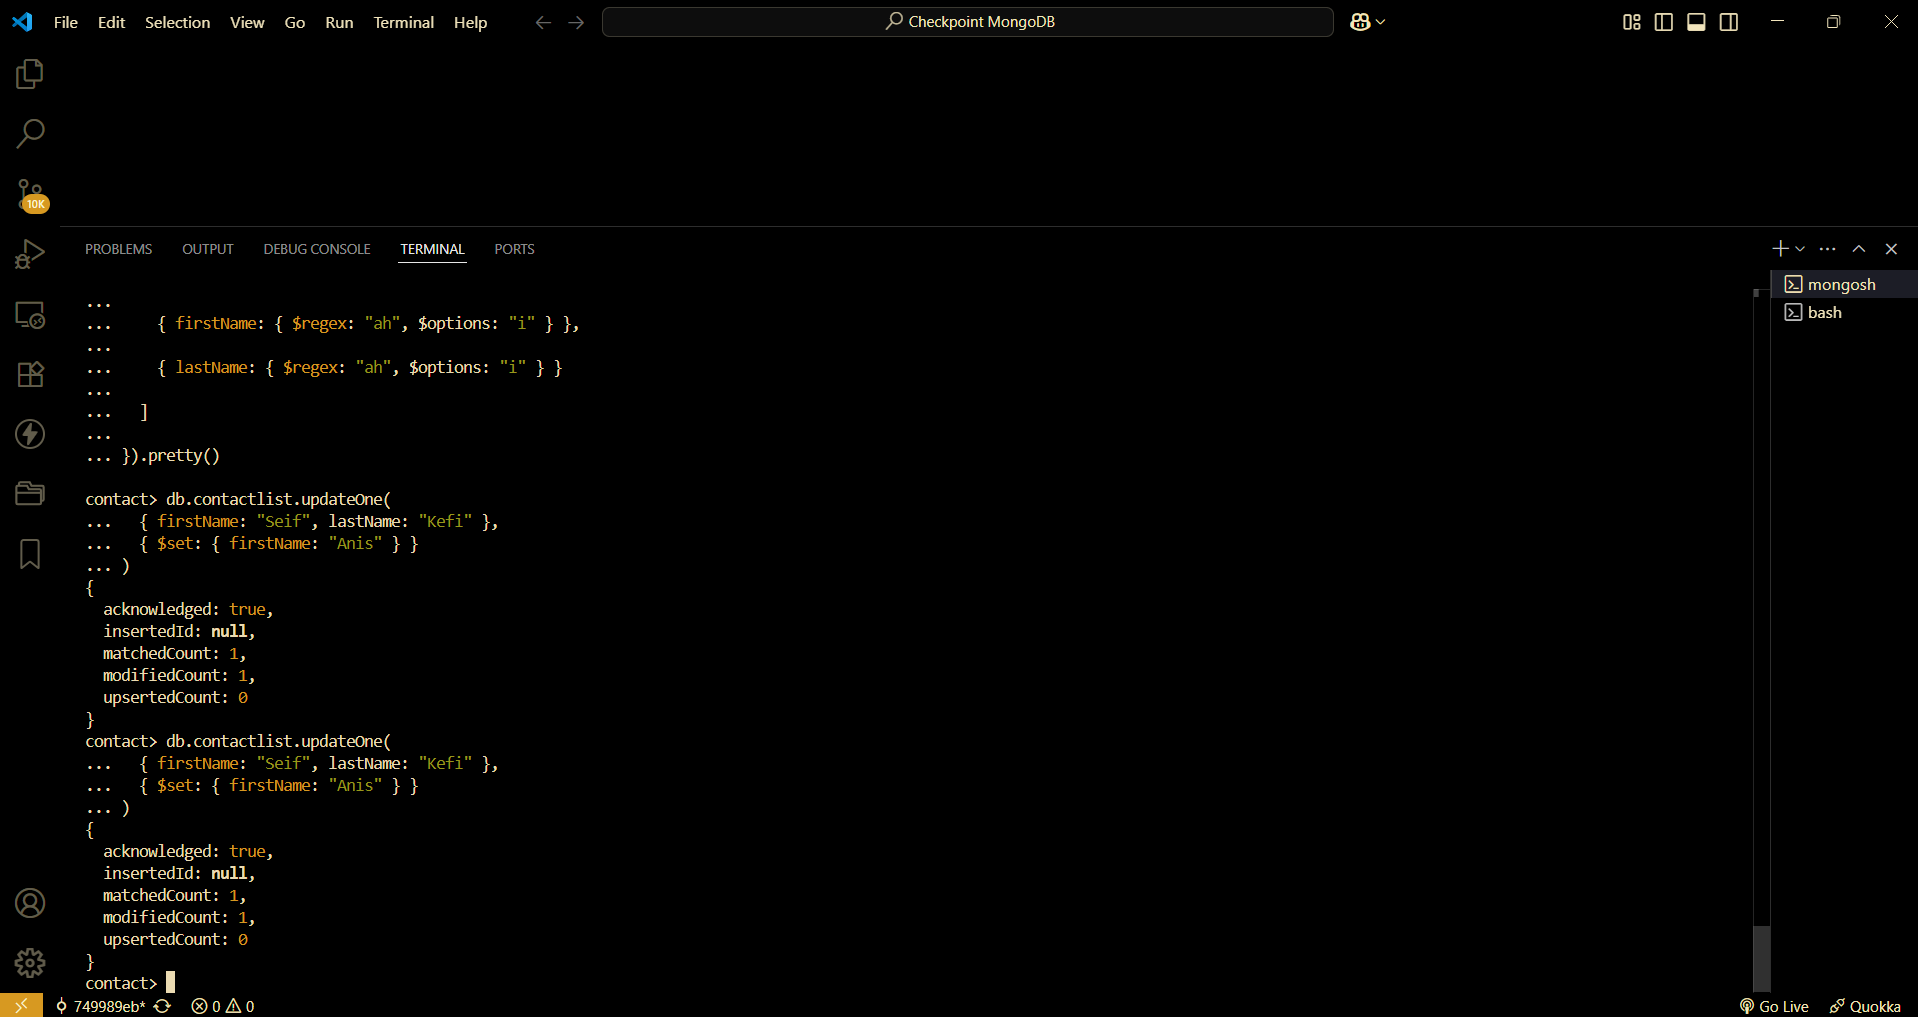 File Edit Selection View Go Run Terminal Help Checkpoint MongoDB
10K
PROBLEMS OUTPUT DEBUG CONSOLE TERMINAL PORTS
mongosh
bash
...
...     { firstName: { $regex: "ah", $options: "i" } },
...
...     { lastName: { $regex: "ah", $options: "i" } }
...
...   ]
...
... }).pretty()
contact> db.contactlist.updateOne(
...   { firstName: "Seif", lastName: "Kefi" },
...   { $set: { firstName: "Anis" } }
... )
{
  acknowledged: true,
  insertedId: null,
  matchedCount: 1,
  modifiedCount: 1,
  upsertedCount: 0
}
contact> db.contactlist.updateOne(
...   { firstName: "Seif", lastName: "Kefi" },
...   { $set: { firstName: "Anis" } }
... )
{
  acknowledged: true,
  insertedId: null,
  matchedCount: 1,
  modifiedCount: 1,
  upsertedCount: 0
}
contact>
749989eb* 0 0 Go Live Quokka